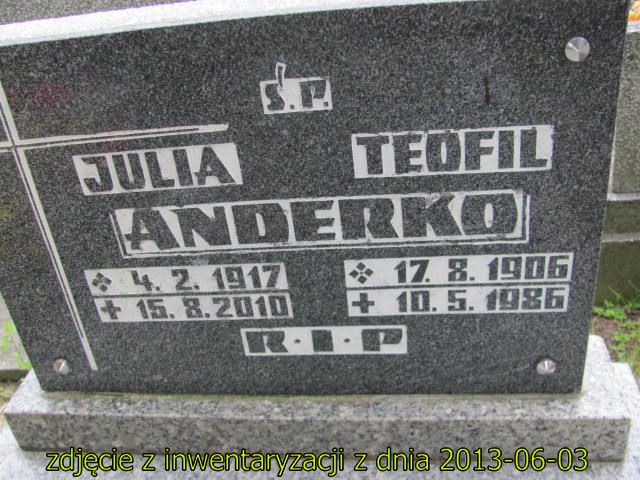 Ś.P.
JULIA TEOFIL
ANDERKO
4. 2. 1917 17. 8. 1906
+ 15. 8. 2010 + 10. 5. 1986
R·I·P
zdjęcie z inwentaryzacji z dnia 2013-06-03